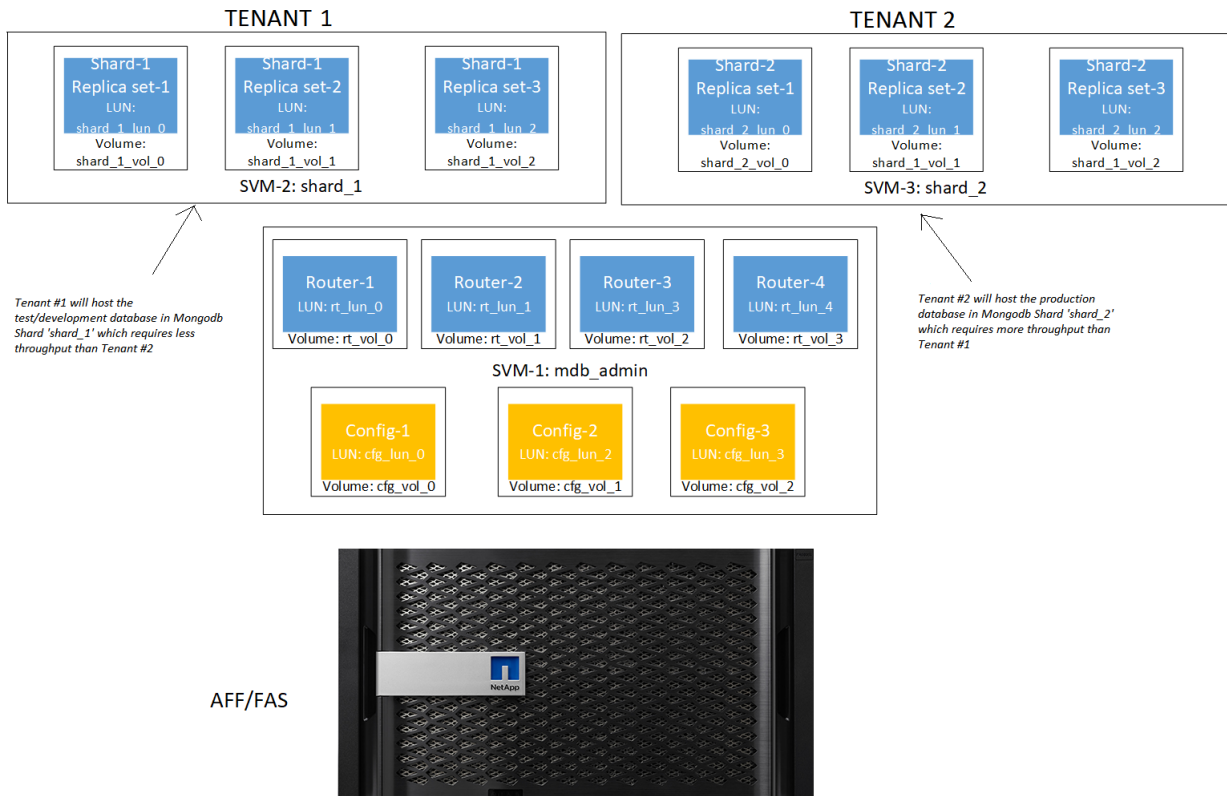 TENANT 1
Shard-1
Replica set-1
LUN:
shard_1_lun_0
Volume:
shard_1_vol_0
Shard-1
Replica set-2
LUN:
shard_1_lun_1
Volume:
shard_1_vol_1
Shard-1
Replica set-3
LUN:
shard_1_lun_2
Volume:
shard_1_vol_2
SVM-2: shard_1
TENANT 2
Shard-2
Replica set-1
LUN:
shard_2_lun_0
Volume:
shard_2_vol_0
Shard-2
Replica set-2
LUN:
shard_2_lun_1
Volume:
shard_1_vol_1
Shard-2
Replica set-3
LUN:
shard_2_lun_2
Volume:
shard_1_vol_2
SVM-3: shard_2
Tenant #1 will host the
test/development database in Mongodb
Shard 'shard_1' which requires less
throughput than Tenant #2
Router-1
LUN: rt_lun_0
Volume: rt_vol_0
Router-2
LUN: rt_lun_1
Volume: rt_vol_1
Router-3
LUN: rt_lun_3
Volume: rt_vol_2
Router-4
LUN: rt_lun_4
Volume: rt_vol_3
SVM-1: mdb_admin
Config-1
LUN: cfg_lun_0
Volume: cfg_vol_0
Config-2
LUN: cfg_lun_2
Volume: cfg_vol_1
Config-3
LUN: cfg_lun_3
Volume: cfg_vol_2
Tenant #2 will host the production
database in Mongodb Shard 'shard_2'
which requires more throughput than
Tenant #1
AFF/FAS
NetApp